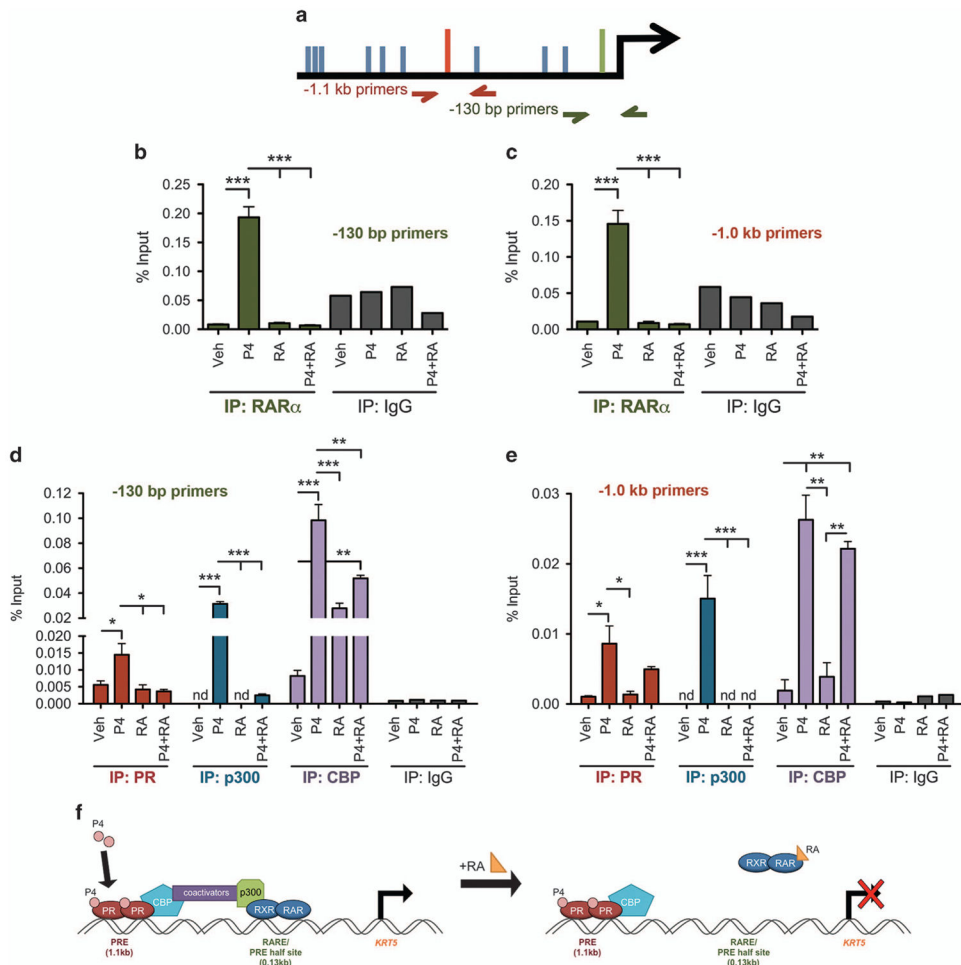 a
-1.1 kb primers
-130 bp primers
b
***
***
0.25
0.20
0.15
0.10
0.05
0.00
% Input
-130 bp primers
Veh
P4
RA
P4+RA
Veh
P4
RA
P4+RA
IP: RARα
IP: IgG
c
***
***
0.20
0.15
0.10
0.05
0.00
% Input
-1.0 kb primers
Veh
P4
RA
P4+RA
Veh
P4
RA
P4+RA
IP: RARα
IP: IgG
d
-130 bp primers
0.12
0.10
0.08
0.06
0.04
0.02
0.020
0.015
0.010
0.005
0.000
% Input
*
*
***
***
***
***
**
**
nd
nd
Veh
P4
RA
P4+RA
Veh
P4
RA
P4+RA
Veh
P4
RA
P4+RA
Veh
P4
RA
P4+RA
IP: PR
IP: p300
IP: CBP
IP: IgG
e
-1.0 kb primers
0.03
0.02
0.01
0.00
% Input
*
*
***
***
**
**
**
nd
nd
nd
Veh
P4
RA
P4+RA
Veh
P4
RA
P4+RA
Veh
P4
RA
P4+RA
Veh
P4
RA
P4+RA
IP: PR
IP: p300
IP: CBP
IP: IgG
f
P4
P4
PR
PR
CBP
coactivators
p300
RXR
RAR
PRE
(1.1kb)
RARE/
PRE half site
(0.13kb)
KRT5
+RA
RXR
RAR
RA
P4
PR
PR
CBP
PRE
(1.1kb)
RARE/
PRE half site
(0.13kb)
KRT5